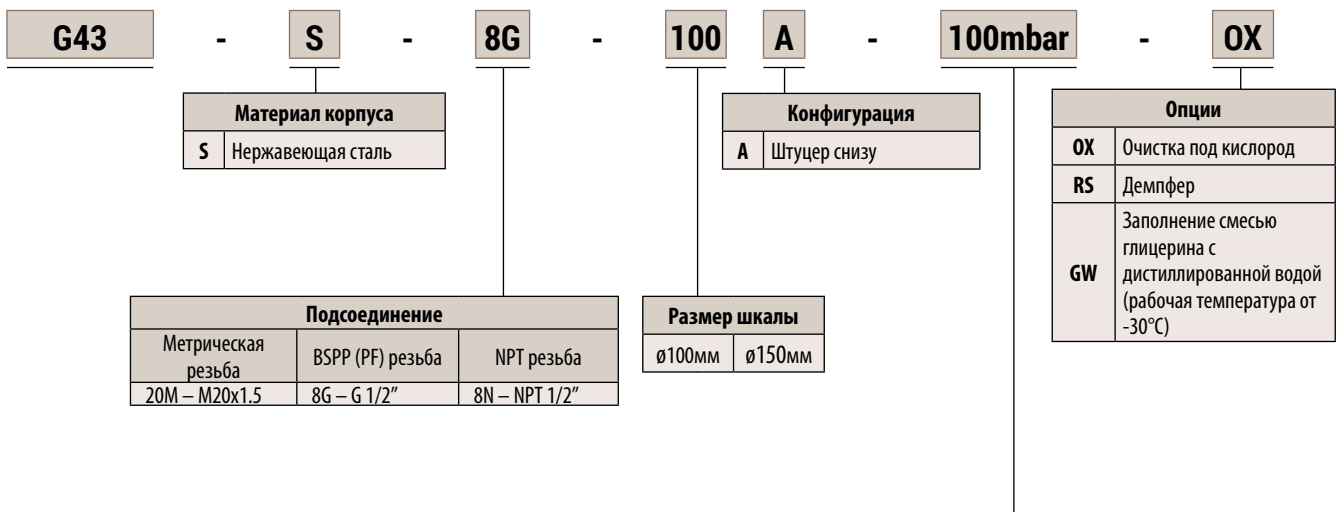 G43 - S - 8G - 100 A - 100mbar - OX
Материал корпуса
S Нержавеющая сталь
Конфигурация
A Штуцер снизу
Опции
OX Очистка под кислород
RS Демпфер
GW Заполнение смесью
глицерина с
дистиллированной водой
(рабочая температура от
-30°C)
Подсоединение
Метрическая
резьба
BSPP (PF) резьба
NPT резьба
20M – M20x1.5
8G – G 1/2”
8N – NPT 1/2”
Размер шкалы
ø100мм ø150мм